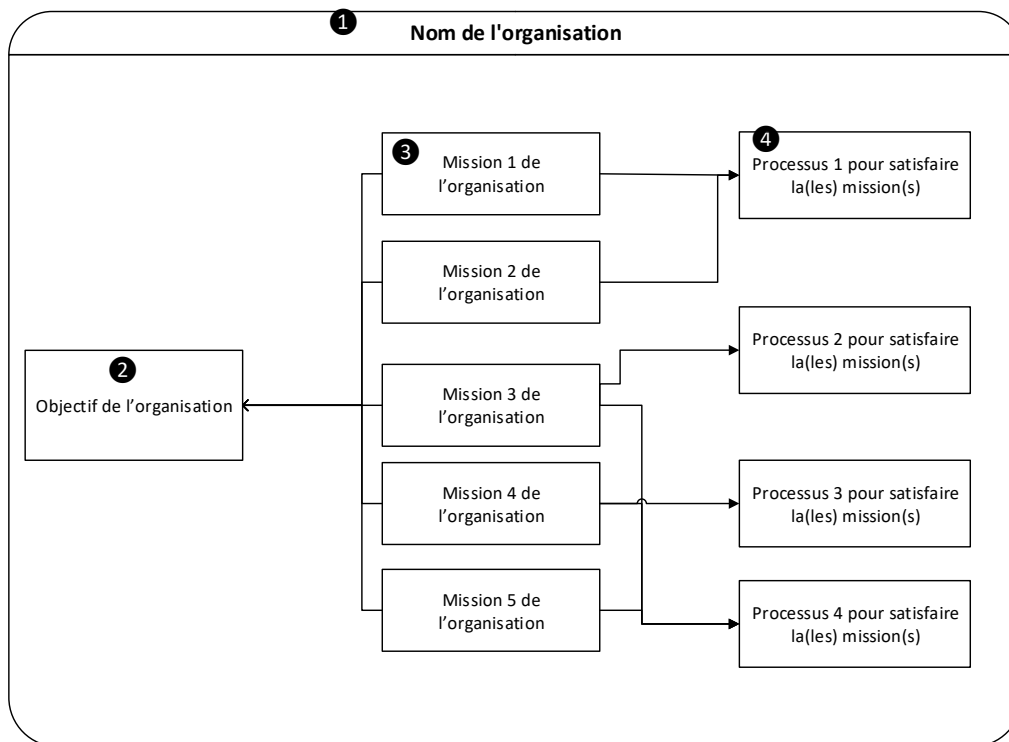 ❶
Nom de l'organisation
❸
Mission 1 de
l’organisation
❹
Processus 1 pour satisfaire
la(les) mission(s)
Mission 2 de
l’organisation
Processus 2 pour satisfaire
la(les) mission(s)
❷
Objectif de l’organisation
Mission 3 de
l’organisation
Mission 4 de
l’organisation
Processus 3 pour satisfaire
la(les) mission(s)
Mission 5 de
l’organisation
Processus 4 pour satisfaire
la(les) mission(s)